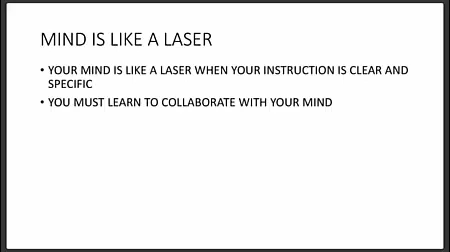 MIND IS LIKE A LASER
• YOUR MIND IS LIKE A LASER WHEN YOUR INSTRUCTION IS CLEAR AND
SPECIFIC
• YOU MUST LEARN TO COLLABORATE WITH YOUR MIND